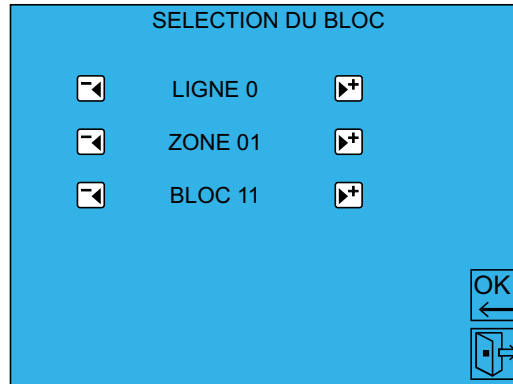 SELECTION DU BLOC
LIGNE 0
ZONE 01
BLOC 11
OK